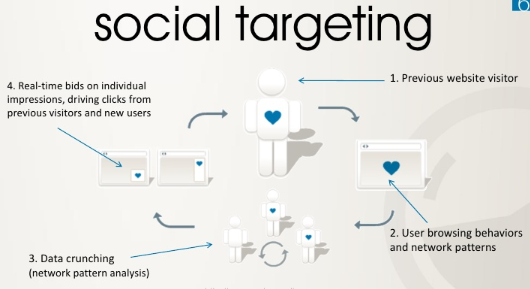 social targeting
1. Previous website visitor
4. Real-time bids on individual
impressions, driving clicks from
previous visitors and new users
2. User browsing behaviors
and network patterns
3. Data crunching
(network pattern analysis)